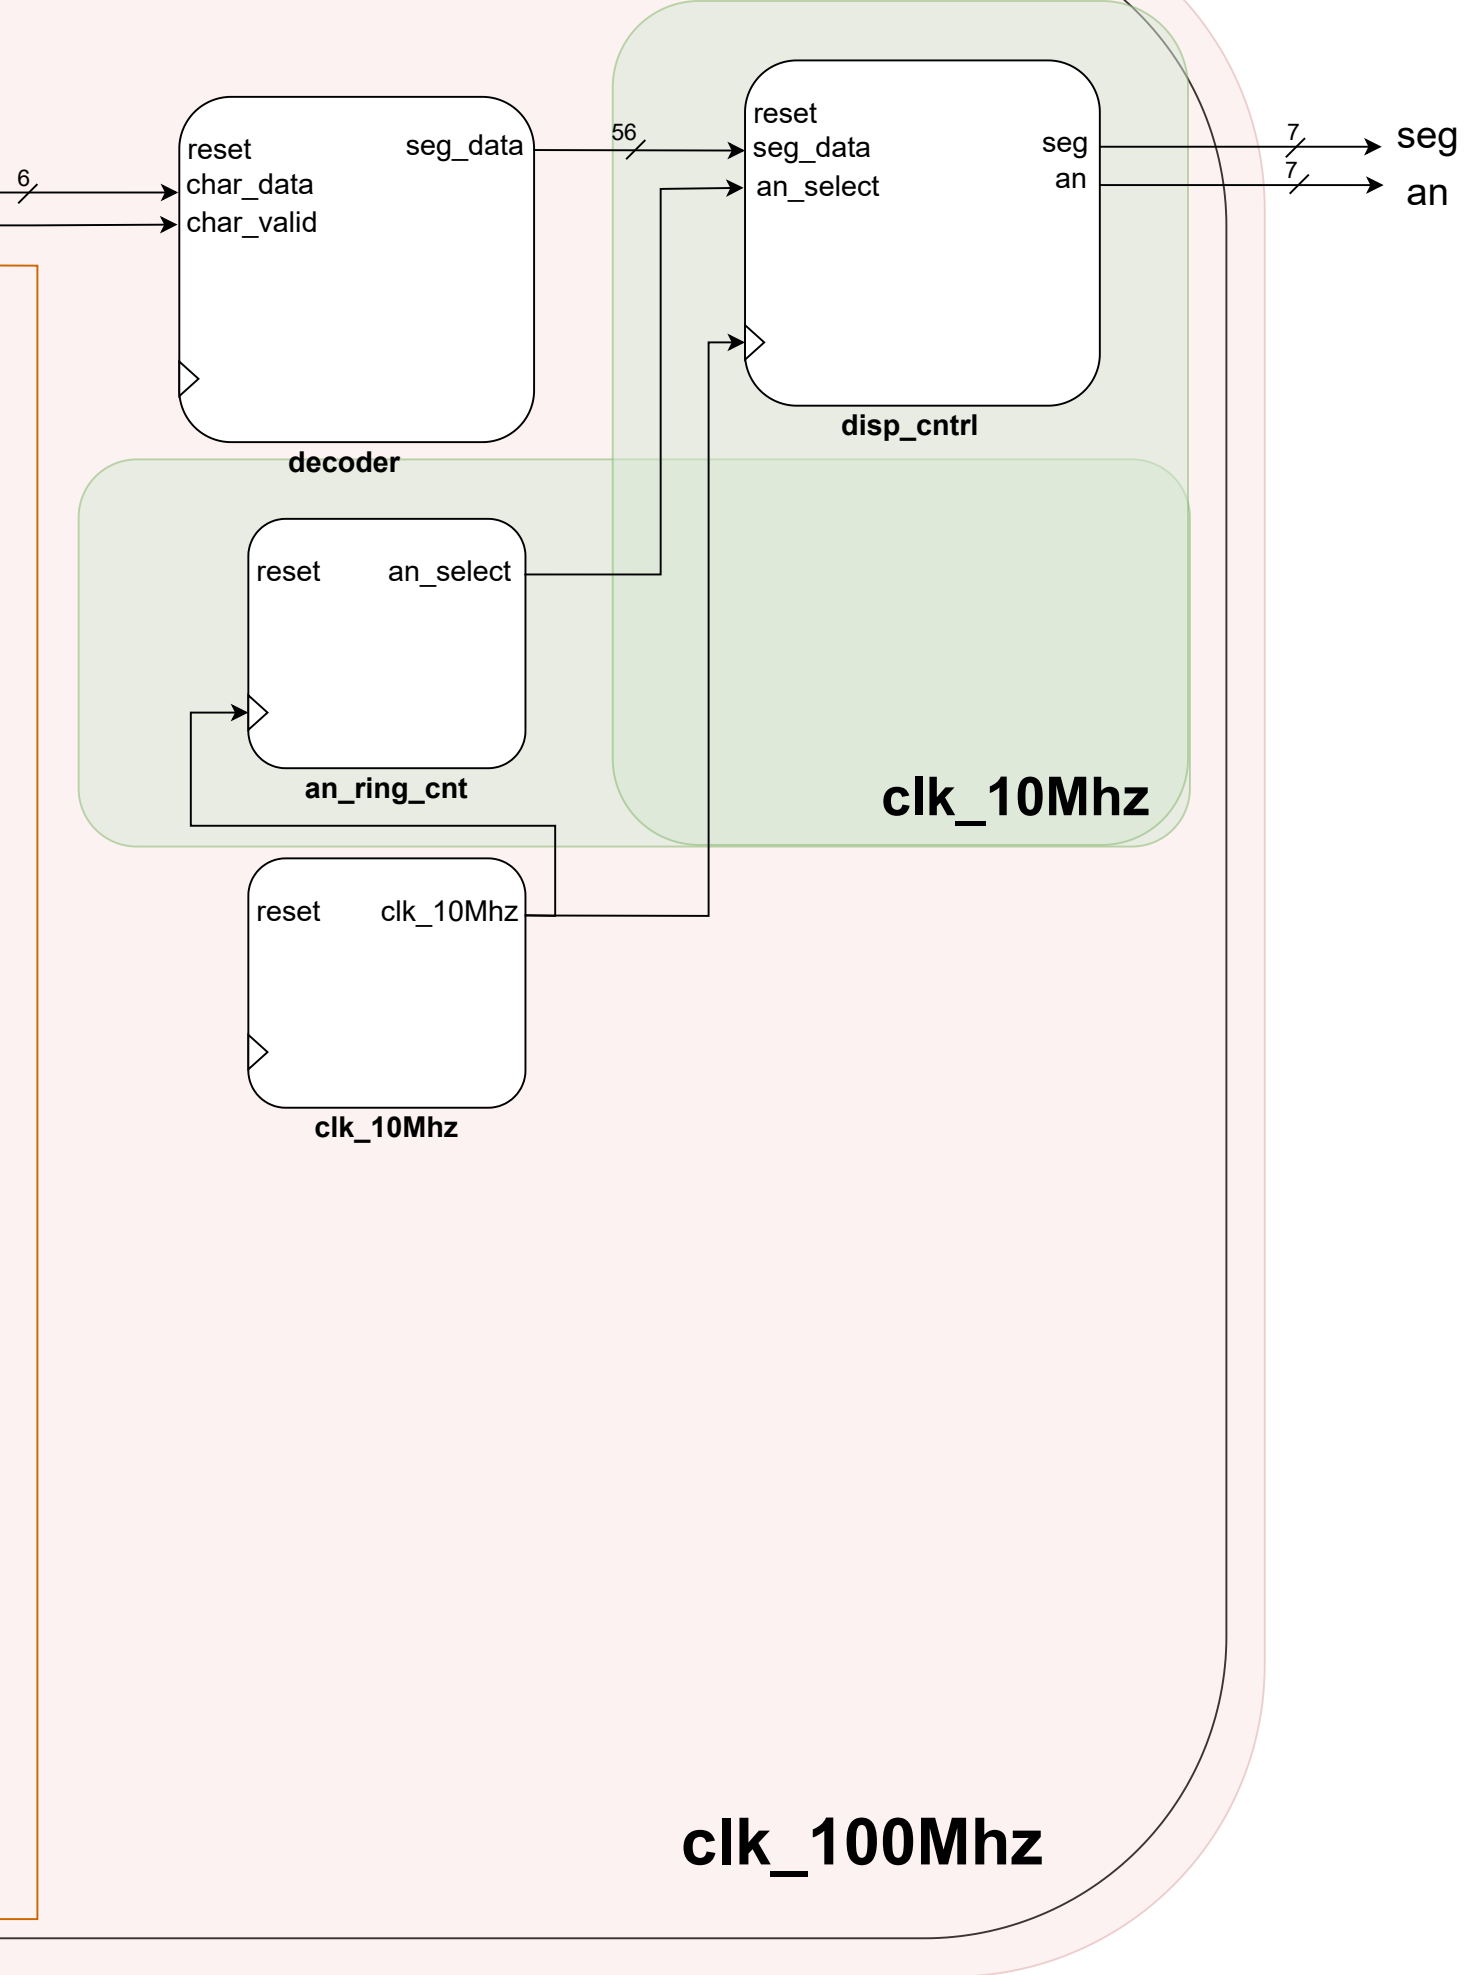 6
reset
char_data
char_valid
seg_data
decoder
56
reset
seg_data
an_select
seg
an
disp_cntrl
7
seg
7
an
reset
an_select
an_ring_cnt
clk_10Mhz
reset
clk_10Mhz
clk_10Mhz
clk_100Mhz